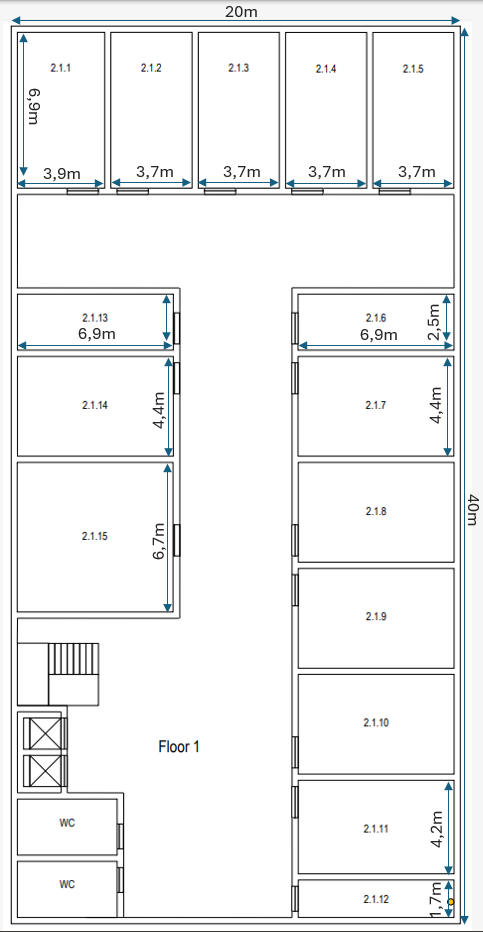 20m
2.1.1
2.1.2
2.1.3
2.1.4
2.1.5
6,9m
3,9m
3,7m
3,7m
3,7m
3,7m
2.1.13
6,9m
2.1.6
6,9m
2,5m
2.1.14
4,4m
2.1.7
4,4m
2.1.15
6,7m
2.1.8
40m
2.1.9
Floor 1
2.1.10
WC
2.1.11
4,2m
WC
2.1.12
1,7m